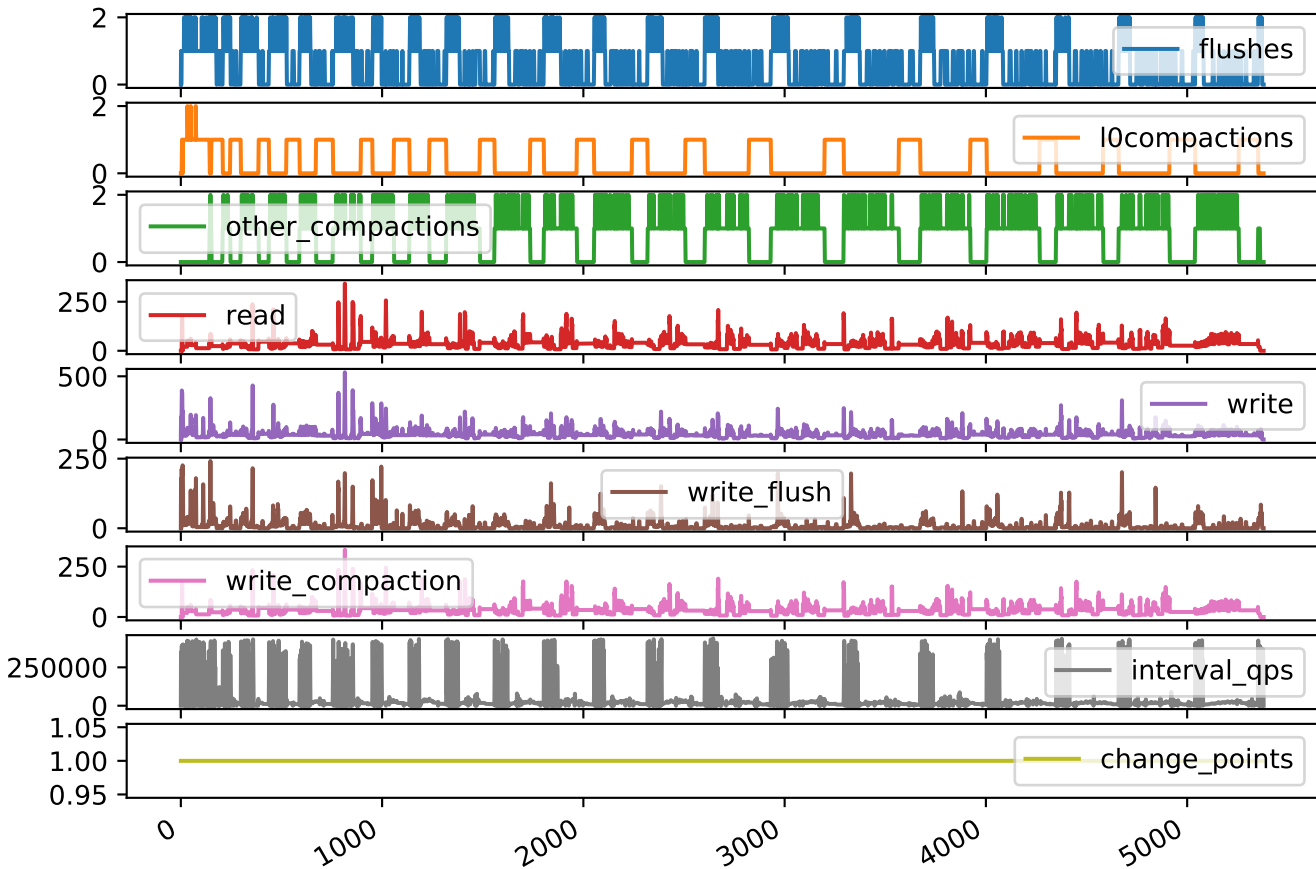 2
flushes
0
2
l0compactions
0
2
other_compactions
0
250
read
0
500
write
0
250
write_flush
0
250
write_compaction
0
250000
interval_qps
0
1.05
1.00
change_points
0.95
0 1000 2000 3000 4000 5000